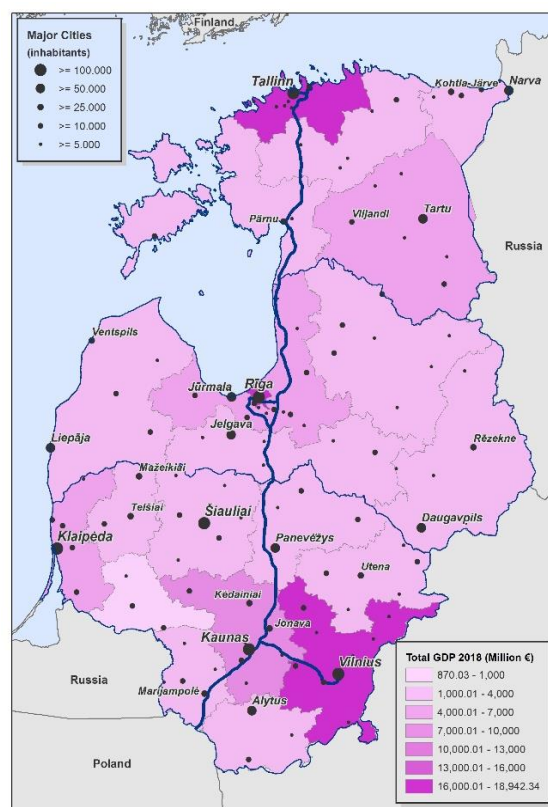 Finland
Major Cities
(inhabitants)
>= 100.000
>= 50.000
>= 25.000
>= 10.000
>= 5.000
Tallinn
Kohtla-Järve
Narva
Pärnu
Viljandi
Tartu
Russia
Ventspils
Jūrmala
Rīga
Jelgava
Liepāja
Rēzekne
Mažeikiai
Telšiai
Šiauliai
Daugavpils
Klaipėda
Panevėžys
Utena
Kėdainiai
Jonava
Kaunas
Vilnius
Russia
Marijampolė
Alytus
Poland
Total GDP 2018 (Million €)
870.03 - 1,000
1,000.01 - 4,000
4,000.01 - 7,000
7,000.01 - 10,000
10,000.01 - 13,000
13,000.01 - 16,000
16,000.01 - 18,942.34